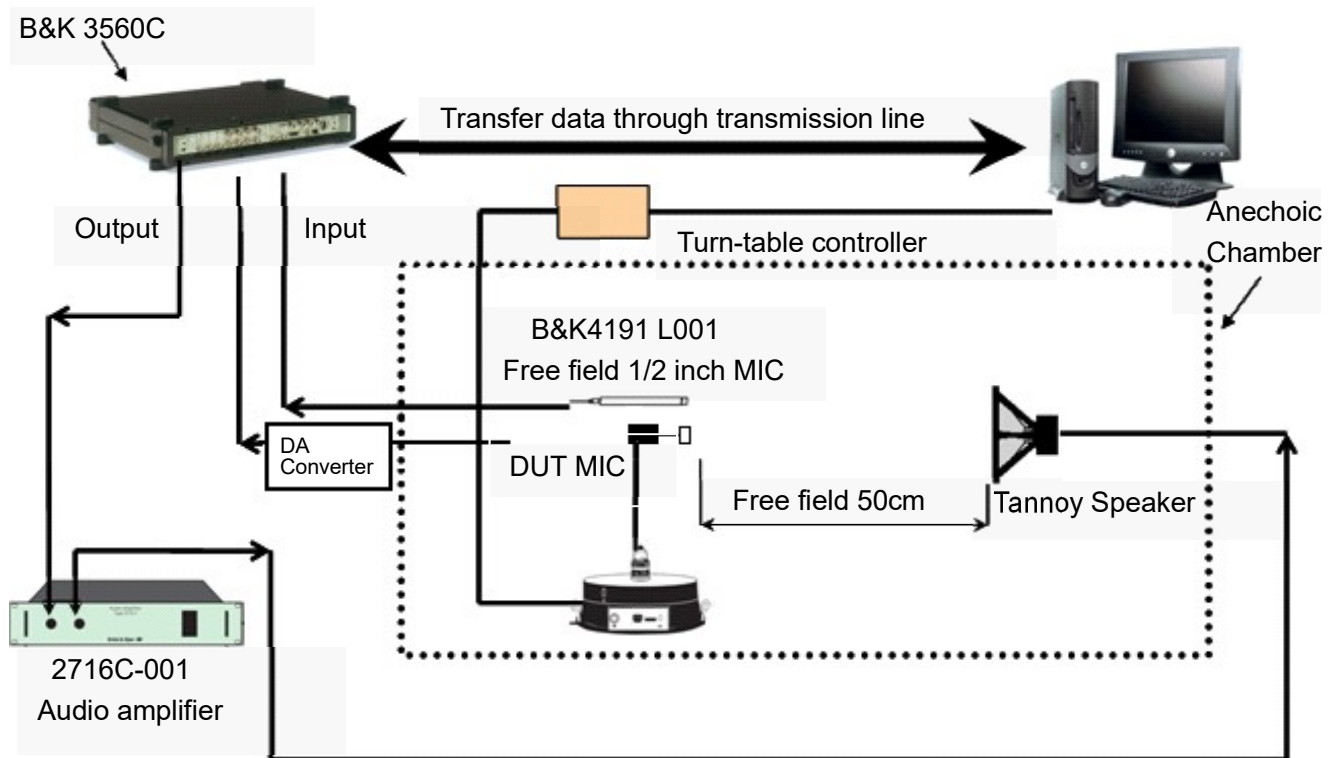 B&K 3560C
Transfer data through transmission line
Output
Input
Turn-table controller
Anechoic
Chamber
B&K4191 L001
Free field 1/2 inch MIC
DA
Converter
DUT MIC
Free field 50cm
Tannoy Speaker
2716C-001
Audio amplifier